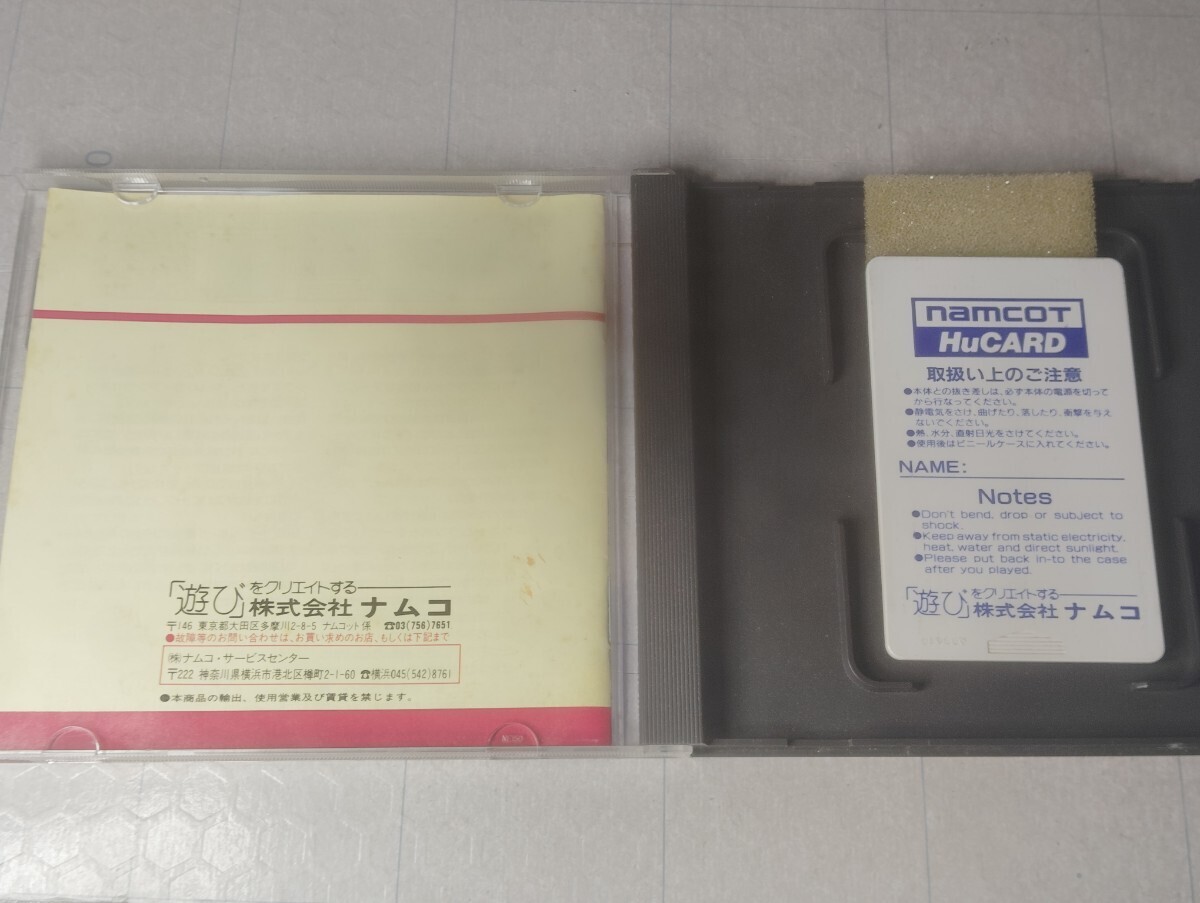 「遊び」をクリエイトする
株式会社 ナムコ
〒146 東京都大田区多摩川2-8-5 ナムコット係 ☎03(756)7651
●故障等のお問い合わせは、お買い求めのお店、もしくは下記まで
㈱ナムコ・サービスセンター
〒222 神奈川県横浜市港北区樽町2-1-60 ☎横浜045(542)8761
●本商品の輸出、使用営業及び賃貸を禁じます。
namcoT
HuCARD
取扱い上のご注意
●本体との抜き差しは、必ず本体の電源を切って
から行なってください。
●静電気をさけ、曲げたり、落したり、衝撃を与え
ないでください。
●熱、水分、直射日光をさけてください。
●使用後はビニールケースに入れてください。
NAME:
Notes
●Don't bend, drop or subject to
shock.
●Keep away from static electricity,
heat, water and direct sunlight.
●Please put back in-to the case
after you played.
「遊び」をクリエイトする
株式会社 ナムコ